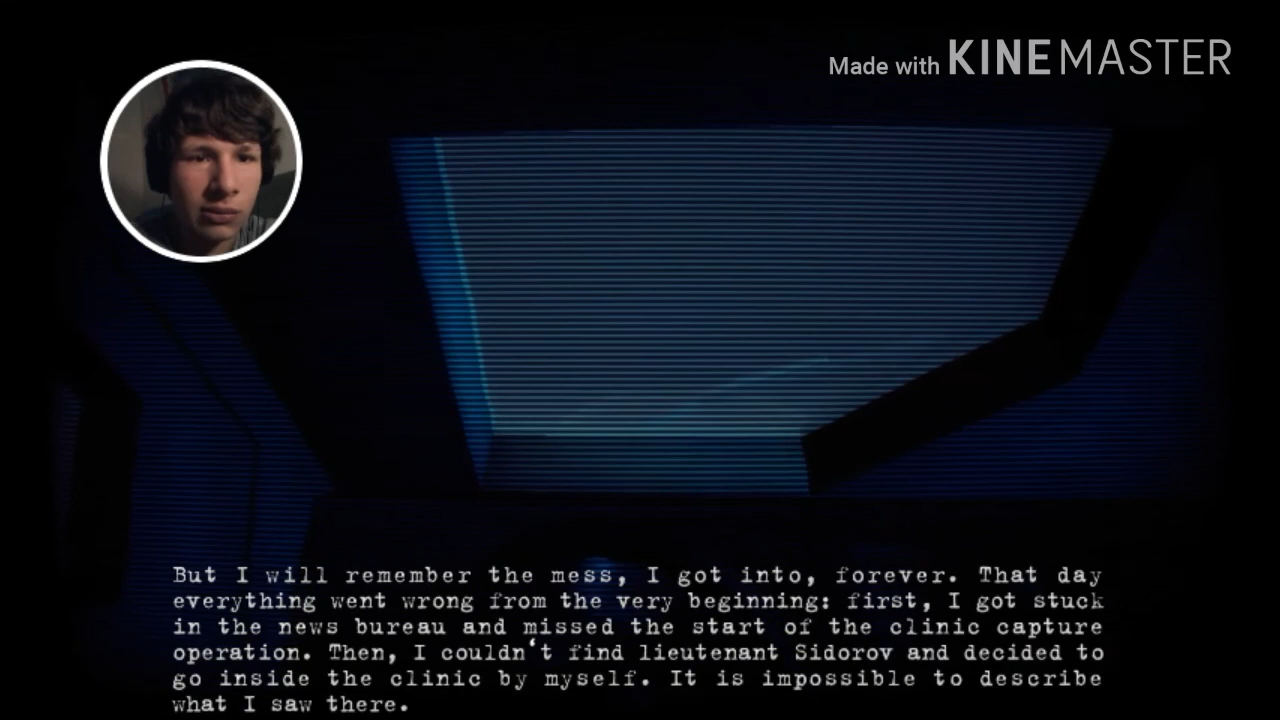 Made with KINEMASTER
But I will remember the mess, I got into, forever. That day
everything went wrong from the very beginning: first, I got stuck
in the news bureau and missed the start of the clinic capture
operation. Then, I couldn't find lieutenant Sidorov and decided to
go inside the clinic by myself. It is impossible to describe
what I saw there.